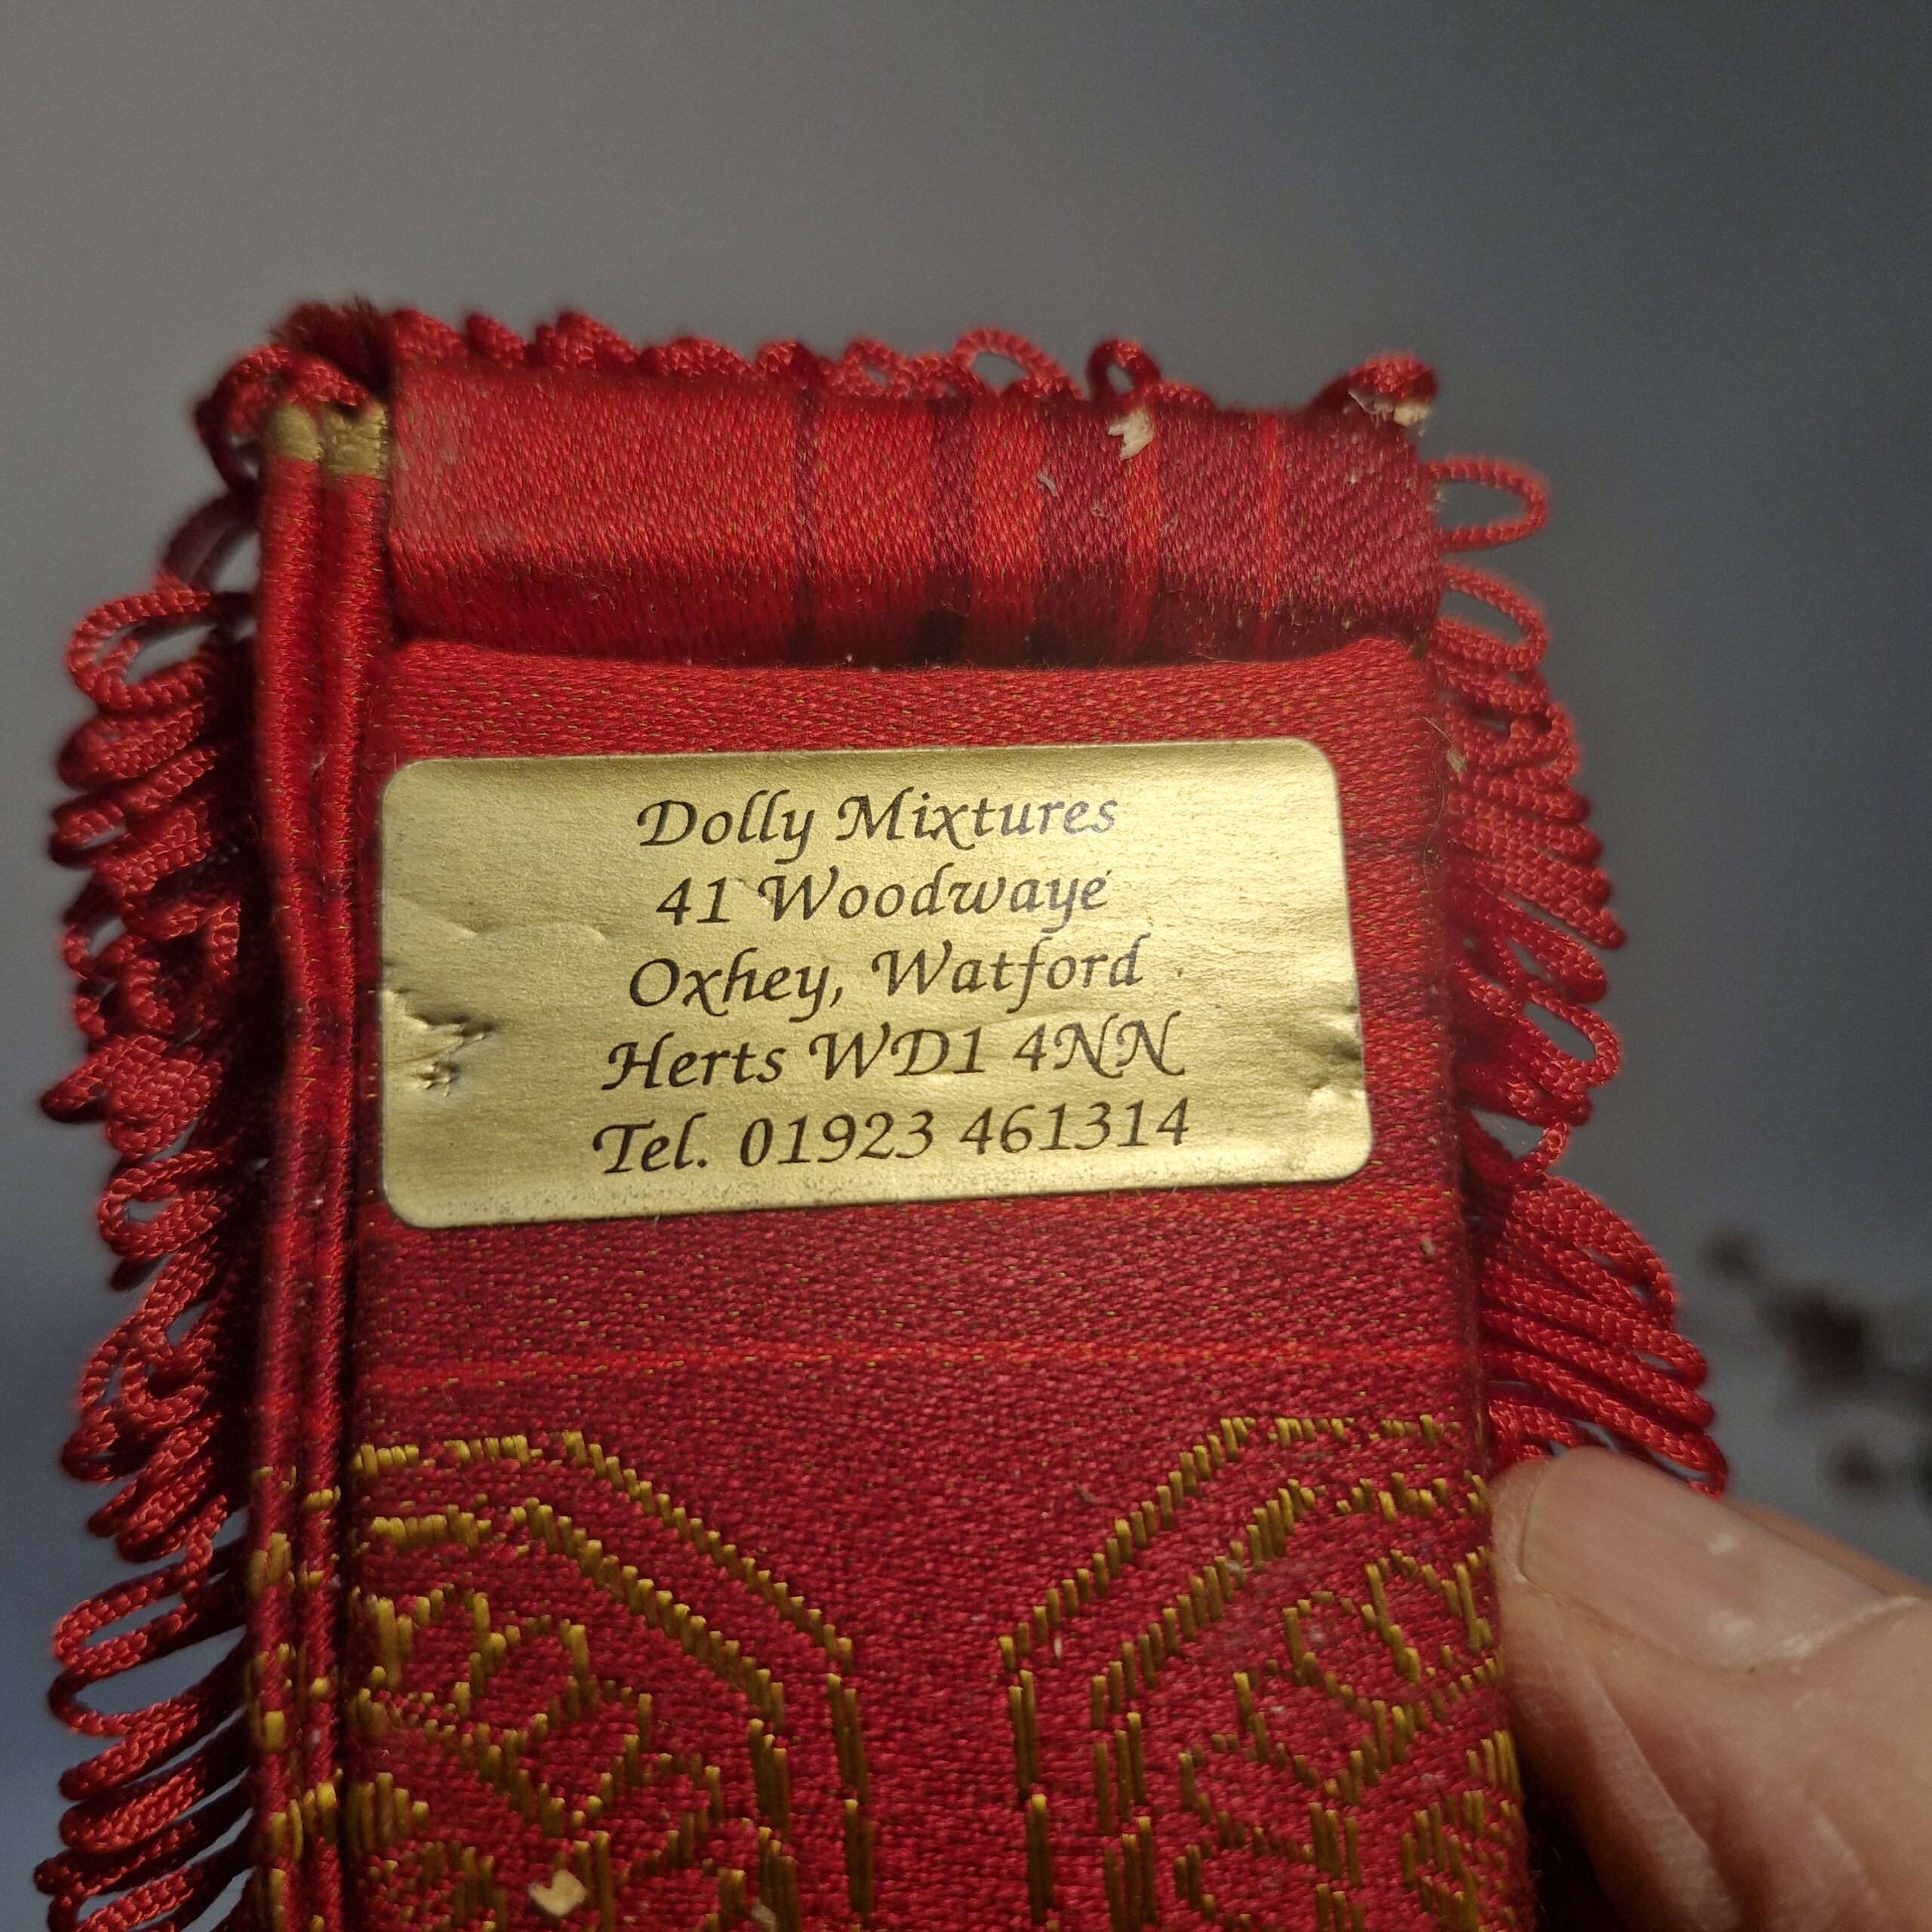 Dolly Mixtures
41 Woodwaye
Oxhey, Watford
Herts WD1 4NN
Tel. 01923 461314